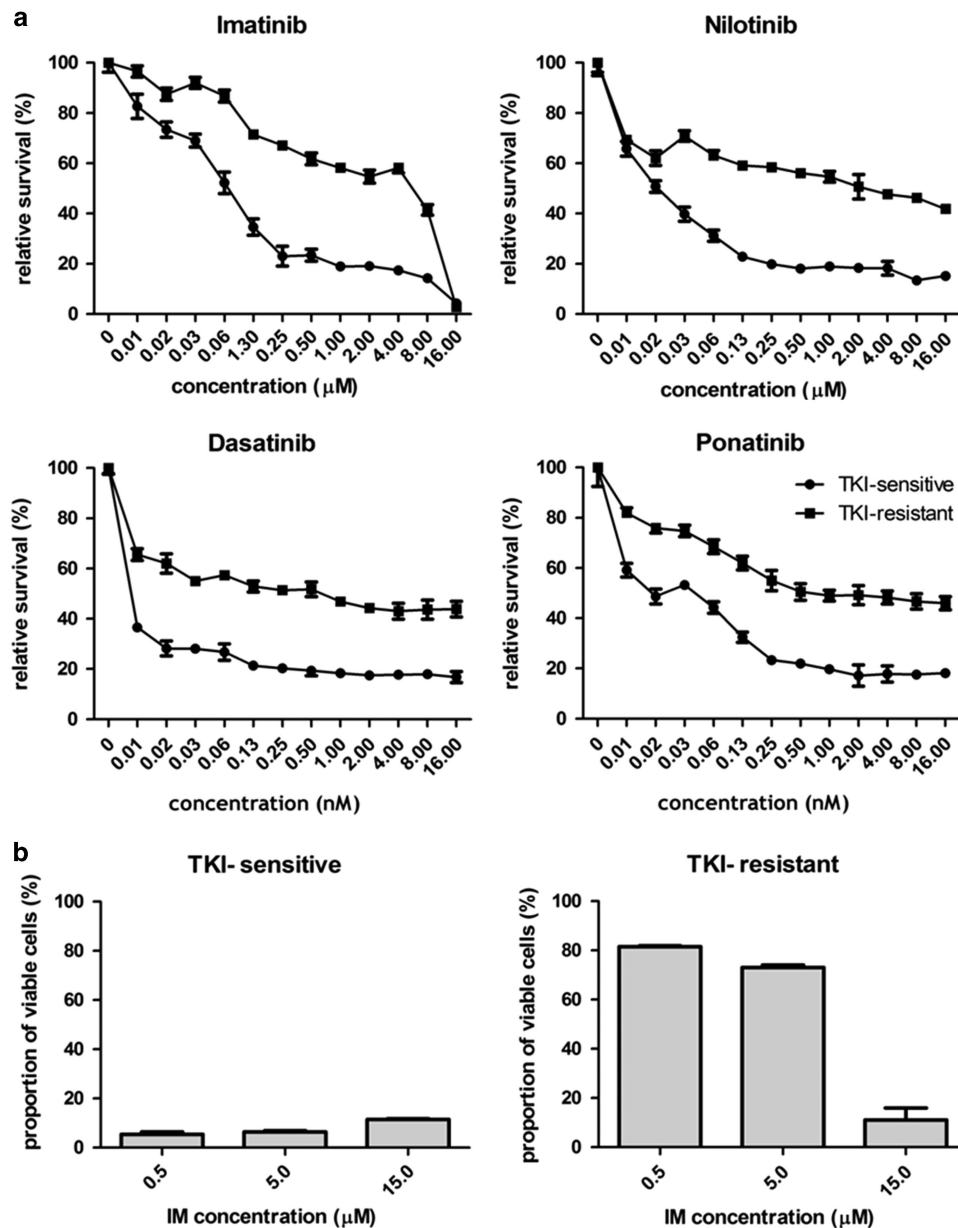 a
Imatinib
relative survival (%)
100
80
60
40
20
0
0 0.01 0.02 0.03 0.06 1.30 0.25 0.50 1.00 2.00 4.00 8.00 16.00
concentration (μM)
Nilotinib
relative survival (%)
100
80
60
40
20
0
0 0.01 0.02 0.03 0.06 0.13 0.25 0.50 1.00 2.00 4.00 8.00 16.00
concentration (μM)
Dasatinib
relative survival (%)
100
80
60
40
20
0
0 0.01 0.02 0.03 0.06 0.13 0.25 0.50 1.00 2.00 4.00 8.00 16.00
concentration (nM)
Ponatinib
relative survival (%)
100
80
60
40
20
0
TKI-sensitive
TKI-resistant
0 0.01 0.02 0.03 0.06 0.13 0.25 0.50 1.00 2.00 4.00 8.00 16.00
concentration (nM)
b
TKI- sensitive
proportion of viable cells (%)
100
80
60
40
20
0
0.5 5.0 15.0
IM concentration (μM)
TKI- resistant
proportion of viable cells (%)
100
80
60
40
20
0
0.5 5.0 15.0
IM concentration (μM)